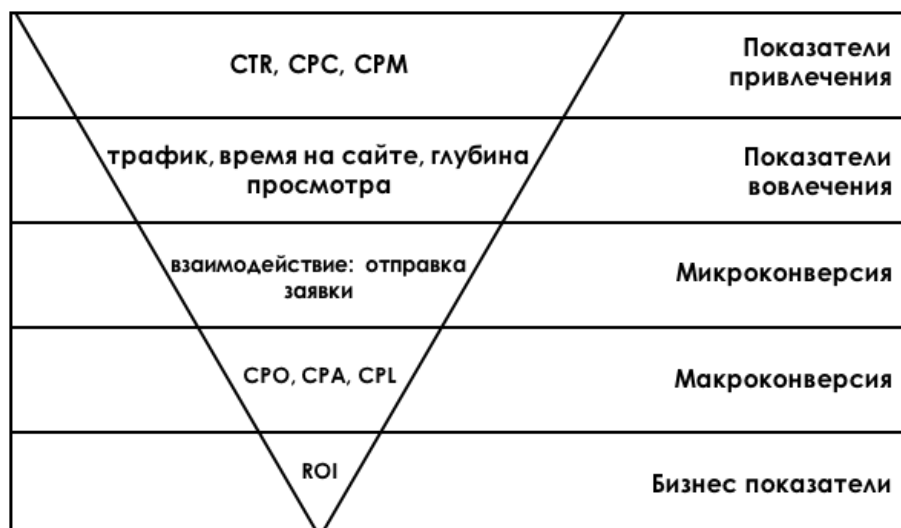 CTR, CPC, CPM
Показатели
привлечения
трафик, время на сайте, глубина
просмотра
Показатели
вовлечения
взаимодействие: отправка
заявки
Микроконверсия
CPO, CPA, CPL
Макроконверсия
ROI
Бизнес показатели